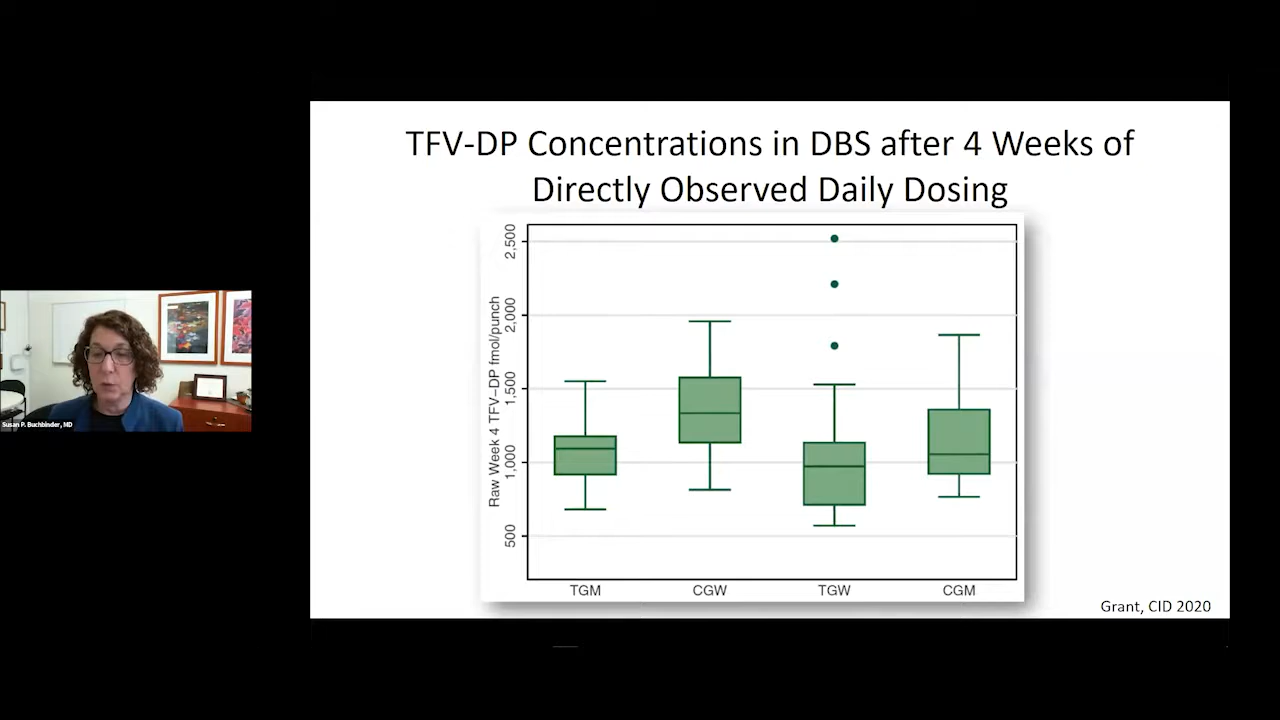 TFV-DP Concentrations in DBS after 4 Weeks of
Directly Observed Daily Dosing
Raw Week 4 TFV-DP fmol/punch
2,500
2,000
1,500
1,000
500
TGM
CGW
TGW
CGM
Grant, CID 2020
Susan P. Buchbinder, MD